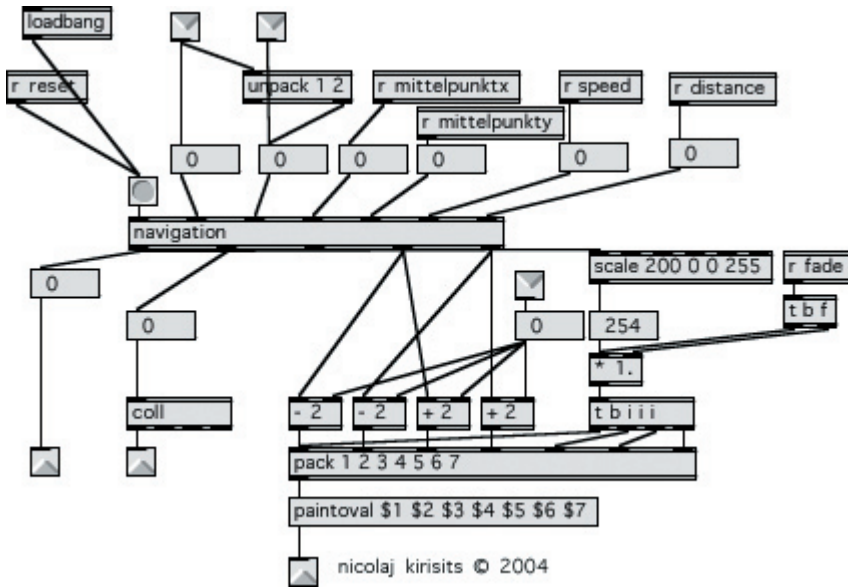 loadbang
r reset
unpack 1 2
r mittelpunktx
r speed
r distance
r mittelpunkty
0
0
0
0
0
0
navigation
0
scale 200 0 0 255
r fade
0
0
254
t b f
* 1.
coll
- 2
- 2
+ 2
+ 2
t b i i i
pack 1 2 3 4 5 6 7
paintoval $1 $2 $3 $4 $5 $6 $7
nicolaj kirisits © 2004